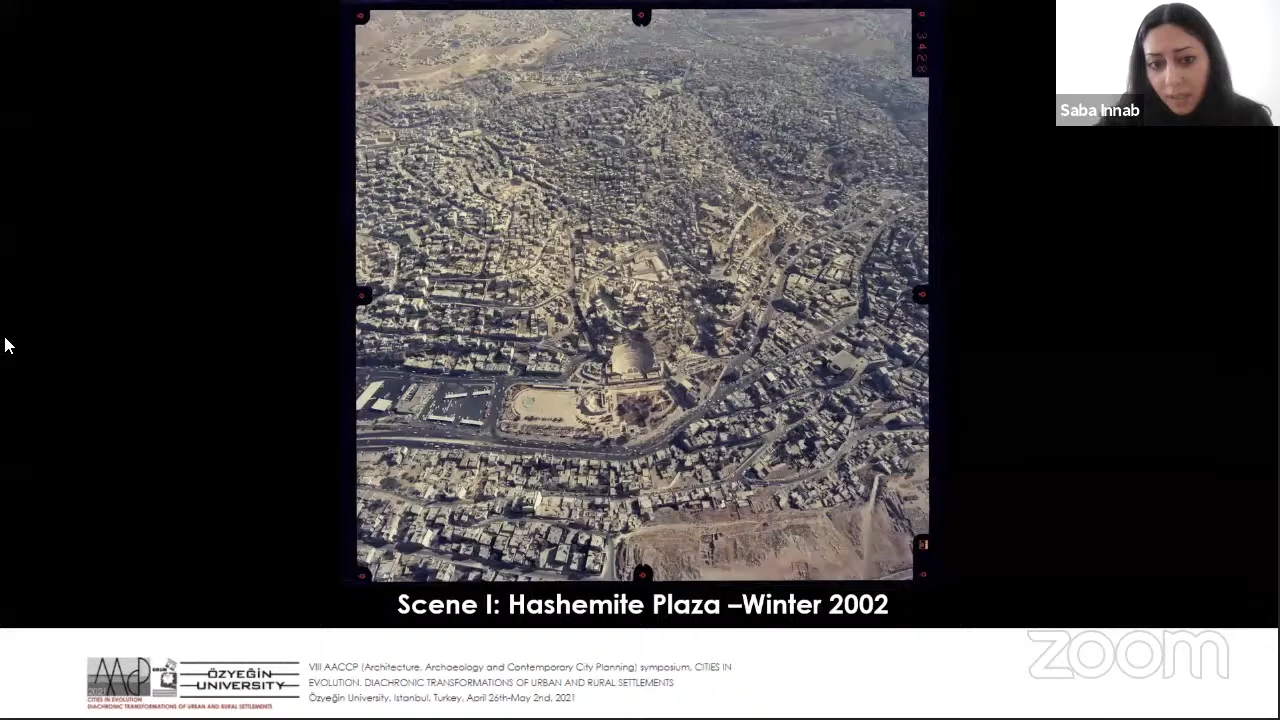 Saba Innab
Scene I: Hashemite Plaza –Winter 2002
zoom
AACCP
CITIES IN EVOLUTION
DIACHRONIC TRANSFORMATIONS OF URBAN AND RURAL SETTLEMENTS
ÖZYEĞİN
UNIVERSITY
VIII AACCP (Architecture. Archaeology and Contemporary City Planning) symposium, CITIES IN
EVOLUTION. DIACHRONIC TRANSFORMATIONS OF URBAN AND RURAL SETTLEMENTS
Özyeğin University, Istanbul, Turkey, April 26th-May 2nd, 2021